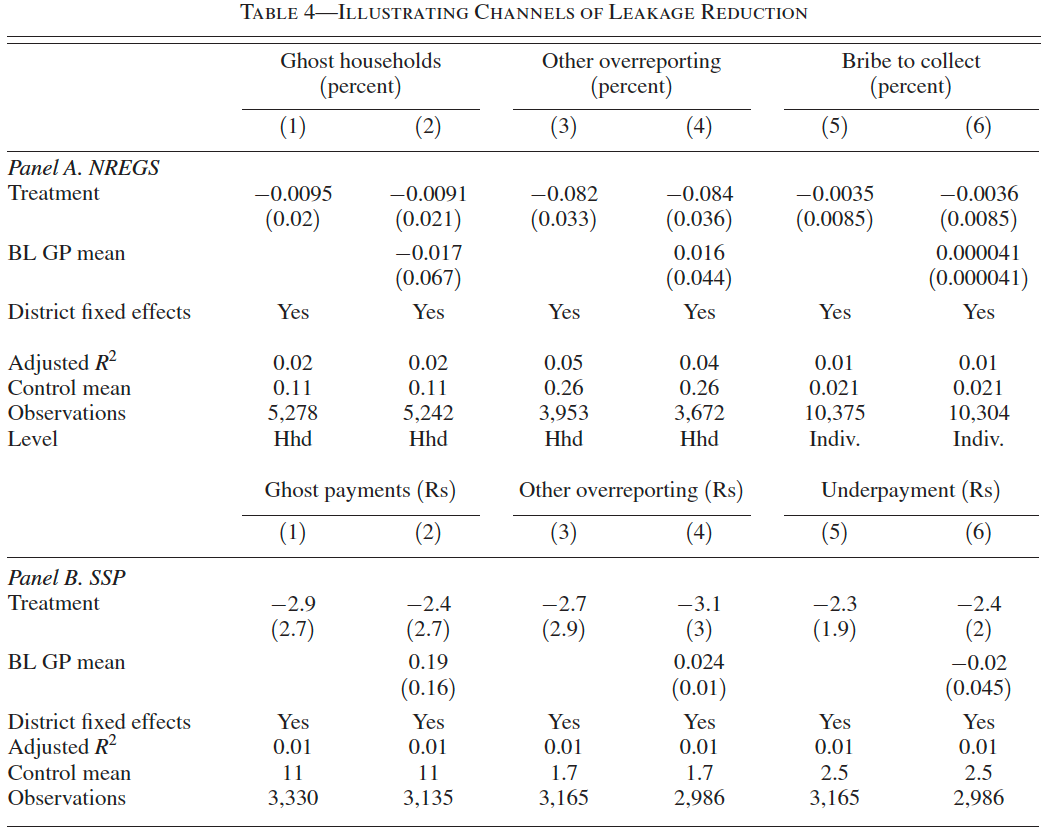 TABLE 4—ILLUSTRATING CHANNELS OF LEAKAGE REDUCTION
Ghost households (percent) Other overreporting (percent) Bribe to collect (percent)
(1) (2) (3) (4) (5) (6)
Panel A. NREGS
Treatment −0.0095 −0.0091 −0.082 −0.084 −0.0035 −0.0036
(0.02) (0.021) (0.033) (0.036) (0.0085) (0.0085)
BL GP mean −0.017 0.016 0.000041
(0.067) (0.044) (0.000041)
District fixed effects Yes Yes Yes Yes Yes Yes
Adjusted R² 0.02 0.02 0.05 0.04 0.01 0.01
Control mean 0.11 0.11 0.26 0.26 0.021 0.021
Observations 5,278 5,242 3,953 3,672 10,375 10,304
Level Hhd Hhd Hhd Hhd Indiv. Indiv.
Ghost payments (Rs) Other overreporting (Rs) Underpayment (Rs)
(1) (2) (3) (4) (5) (6)
Panel B. SSP
Treatment −2.9 −2.4 −2.7 −3.1 −2.3 −2.4
(2.7) (2.7) (2.9) (3) (1.9) (2)
BL GP mean 0.19 0.024 −0.02
(0.16) (0.01) (0.045)
District fixed effects Yes Yes Yes Yes Yes Yes
Adjusted R² 0.01 0.01 0.01 0.01 0.01 0.01
Control mean 11 11 1.7 1.7 2.5 2.5
Observations 3,330 3,135 3,165 2,986 3,165 2,986